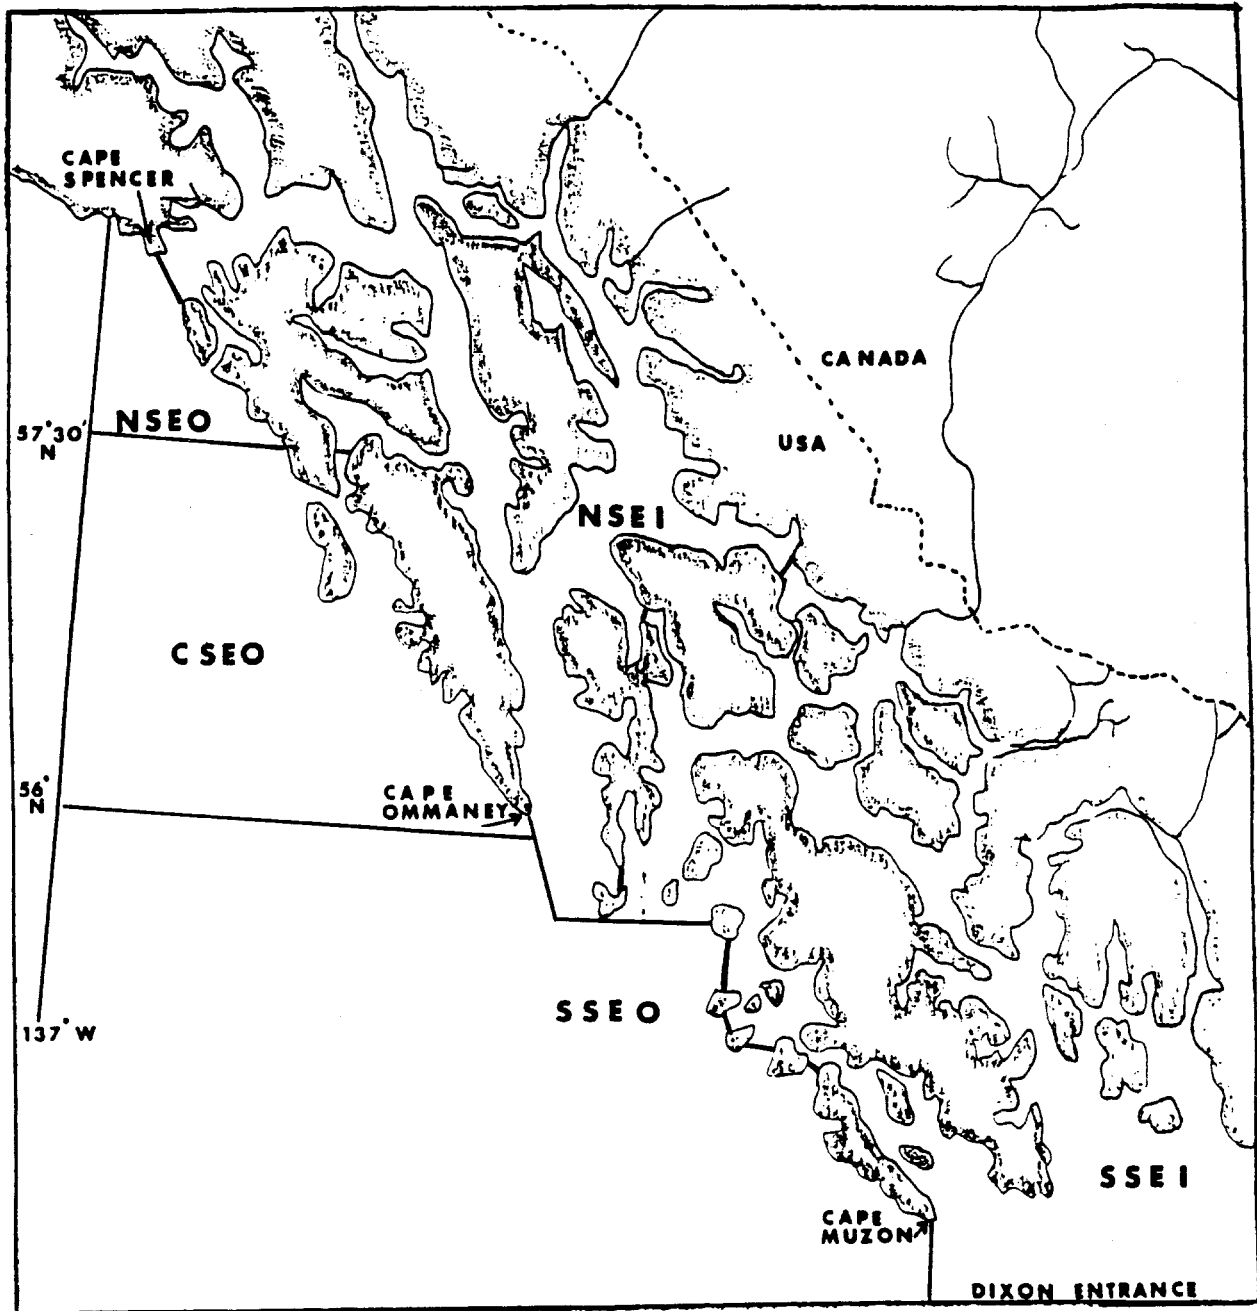 CAPE
SPENCER
CANADA
NSEO
57°30'
N
USA
NSEI
CSEO
56°
N
CAPE
OMMANEY
SSEO
137°W
SSEI
CAPE
MUZON
DIXON ENTRANCE